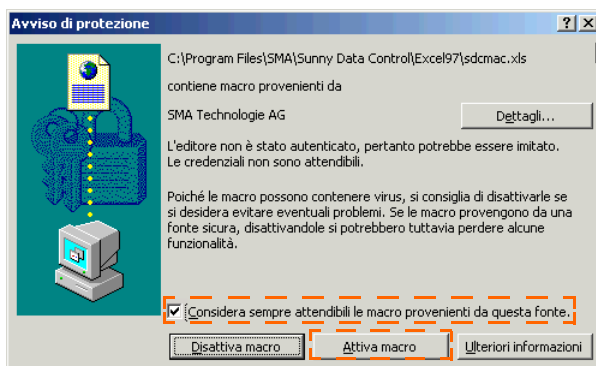 Avviso di protezione
C:\Program Files\SMA\Sunny Data Control\Excel97\sdcmac.xls
contiene macro provenienti da
SMA Technologie AG
Dettagli...
L'editore non è stato autenticato, pertanto potrebbe essere imitato.
Le credenziali non sono attendibili.
Poiché le macro possono contenere virus, si consiglia di disattivarle se
si desidera evitare eventuali problemi. Se le macro provengono da una
fonte sicura, disattivandole si potrebbero tuttavia perdere alcune
funzionalità.
Considera sempre attendibili le macro provenienti da questa fonte.
Disattiva macro
Attiva macro
Ulteriori informazioni